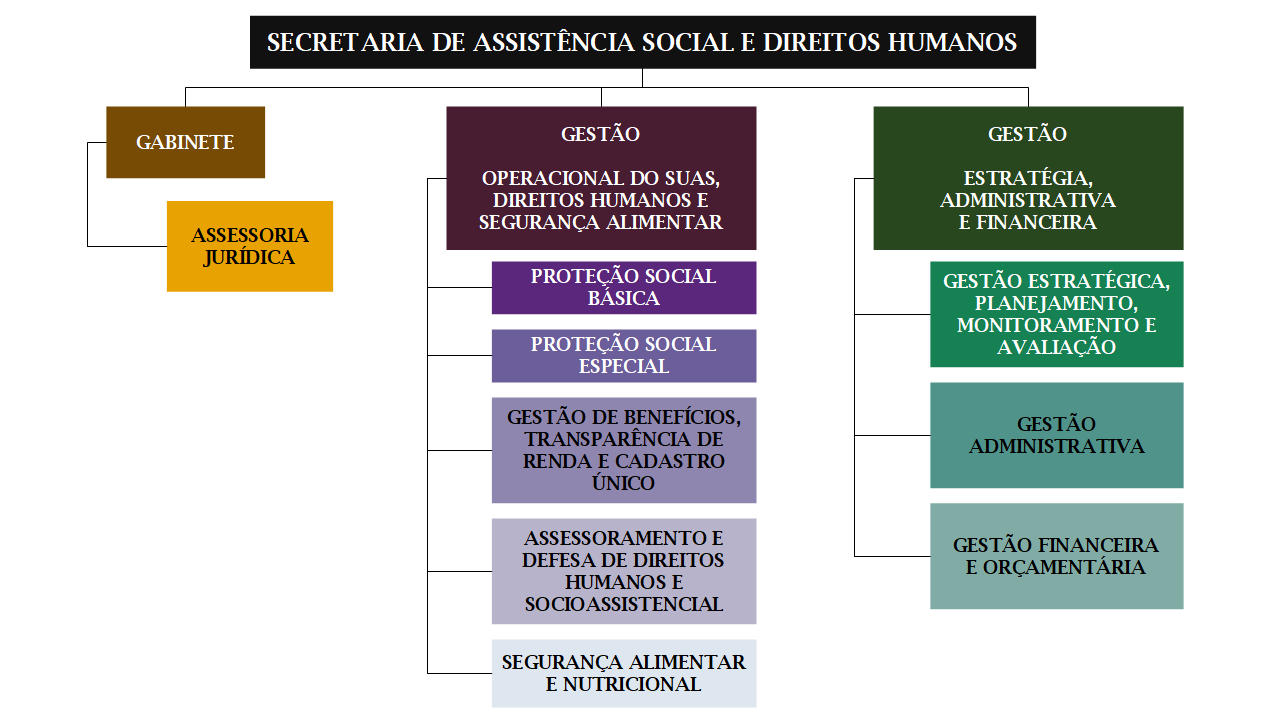 SECRETARIA DE ASSISTÊNCIA SOCIAL E DIREITOS HUMANOS
GABINETE
ASSESSORIA
JURÍDICA
GESTÃO
OPERACIONAL DO SUAS,
DIREITOS HUMANOS E
SEGURANÇA ALIMENTAR
PROTEÇÃO SOCIAL
BÁSICA
PROTEÇÃO SOCIAL
ESPECIAL
GESTÃO DE BENEFÍCIOS,
TRANSPARÊNCIA DE
RENDA E CADASTRO
ÚNICO
ASSESSORAMENTO E
DEFESA DE DIREITOS
HUMANOS E
SOCIOASSISTENCIAL
SEGURANÇA ALIMENTAR
E NUTRICIONAL
GESTÃO
ESTRATÉGIA,
ADMINISTRATIVA
E FINANCEIRA
GESTÃO ESTRATÉGICA,
PLANEJAMENTO,
MONITORAMENTO E
AVALIAÇÃO
GESTÃO
ADMINISTRATIVA
GESTÃO FINANCEIRA
E ORÇAMENTÁRIA